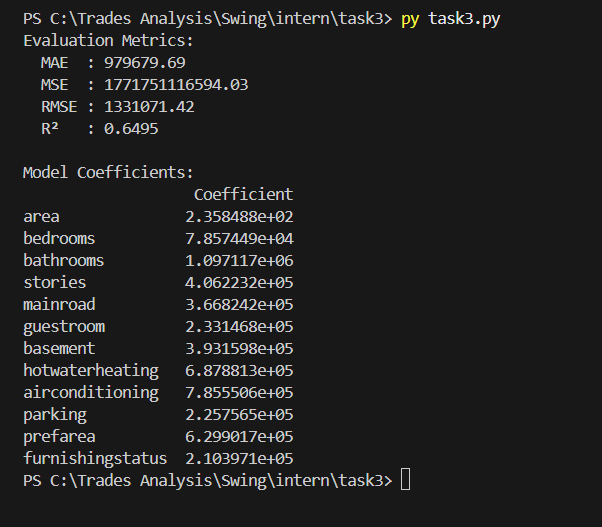 PS C:\Trades Analysis\Swing\intern\task3> py task3.py
Evaluation Metrics:
  MAE  : 979679.69
  MSE  : 1771751116594.03
  RMSE : 1331071.42
  R²   : 0.6495

Model Coefficients:
                   Coefficient
area              2.358488e+02
bedrooms          7.857449e+04
bathrooms         1.097117e+06
stories           4.062232e+05
mainroad          3.668242e+05
guestroom         2.331468e+05
basement          3.931598e+05
hotwaterheating   6.878813e+05
airconditioning   7.855506e+05
parking           2.257565e+05
prefarea          6.299017e+05
furnishingstatus  2.103971e+05
PS C:\Trades Analysis\Swing\intern\task3>